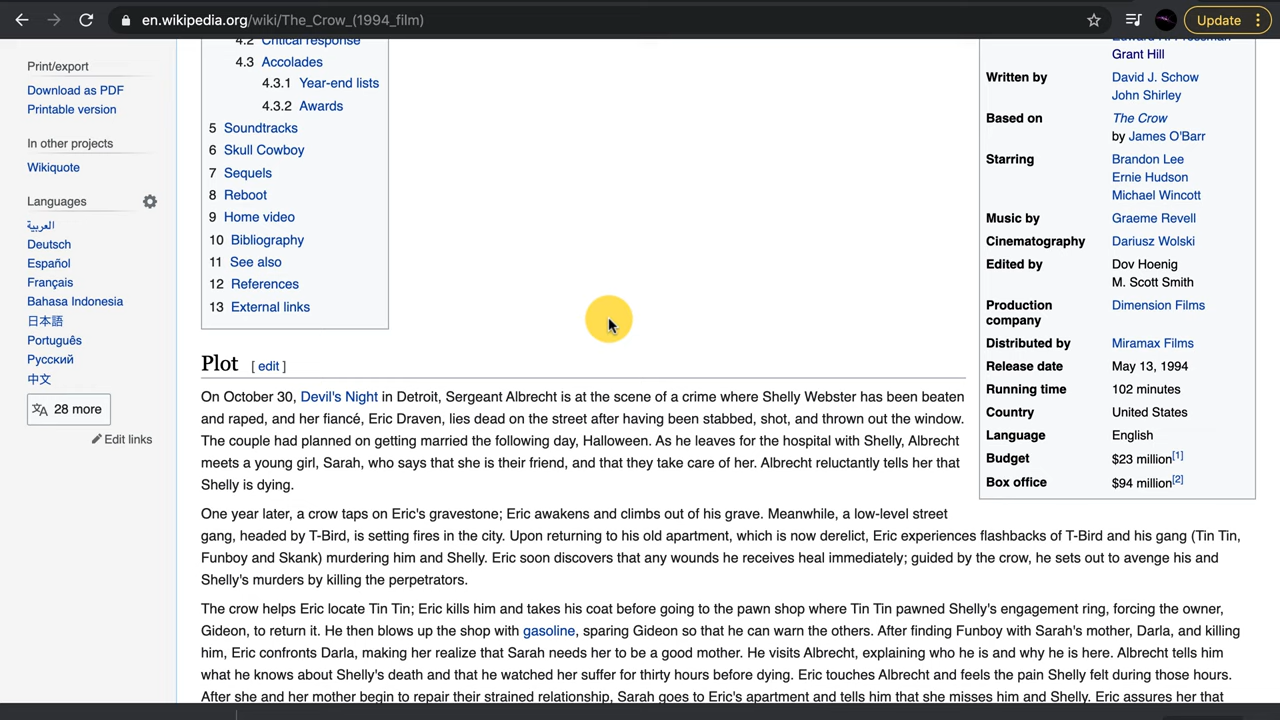 en.wikipedia.org/wiki/The_Crow_(1994_film)
Update
Print/export
Download as PDF
Printable version
In other projects
Wikiquote
Languages
العربية
Deutsch
Español
Français
Bahasa Indonesia
日本語
Português
Русский
中文
28 more
Edit links
4.2 Critical response
4.3 Accolades
4.3.1 Year-end lists
4.3.2 Awards
5 Soundtracks
6 Skull Cowboy
7 Sequels
8 Reboot
9 Home video
10 Bibliography
11 See also
12 References
13 External links
Plot [ edit ]
On October 30, Devil's Night in Detroit, Sergeant Albrecht is at the scene of a crime where Shelly Webster has been beaten
and raped, and her fiancé, Eric Draven, lies dead on the street after having been stabbed, shot, and thrown out the window.
The couple had planned on getting married the following day, Halloween. As he leaves for the hospital with Shelly, Albrecht
meets a young girl, Sarah, who says that she is their friend, and that they take care of her. Albrecht reluctantly tells her that
Shelly is dying.
One year later, a crow taps on Eric's gravestone; Eric awakens and climbs out of his grave. Meanwhile, a low-level street
gang, headed by T-Bird, is setting fires in the city. Upon returning to his old apartment, which is now derelict, Eric experiences flashbacks of T-Bird and his gang (Tin Tin,
Funboy and Skank) murdering him and Shelly. Eric soon discovers that any wounds he receives heal immediately; guided by the crow, he sets out to avenge his and
Shelly's murders by killing the perpetrators.
The crow helps Eric locate Tin Tin; Eric kills him and takes his coat before going to the pawn shop where Tin Tin pawned Shelly's engagement ring, forcing the owner,
Gideon, to return it. He then blows up the shop with gasoline, sparing Gideon so that he can warn the others. After finding Funboy with Sarah's mother, Darla, and killing
him, Eric confronts Darla, making her realize that Sarah needs her to be a good mother. He visits Albrecht, explaining who he is and why he is here. Albrecht tells him
what he knows about Shelly's death and that he watched her suffer for thirty hours before dying. Eric touches Albrecht and feels the pain Shelly felt during those hours.
After she and her mother begin to repair their strained relationship, Sarah goes to Eric's apartment and tells him that she misses him and Shelly. Eric assures her that
Grant Hill
Written by David J. Schow
John Shirley
Based on The Crow
by James O'Barr
Starring Brandon Lee
Ernie Hudson
Michael Wincott
Music by Graeme Revell
Cinematography Dariusz Wolski
Edited by Dov Hoenig
M. Scott Smith
Production Dimension Films
company
Distributed by Miramax Films
Release date May 13, 1994
Running time 102 minutes
Country United States
Language English
Budget $23 million[1]
Box office $94 million[2]